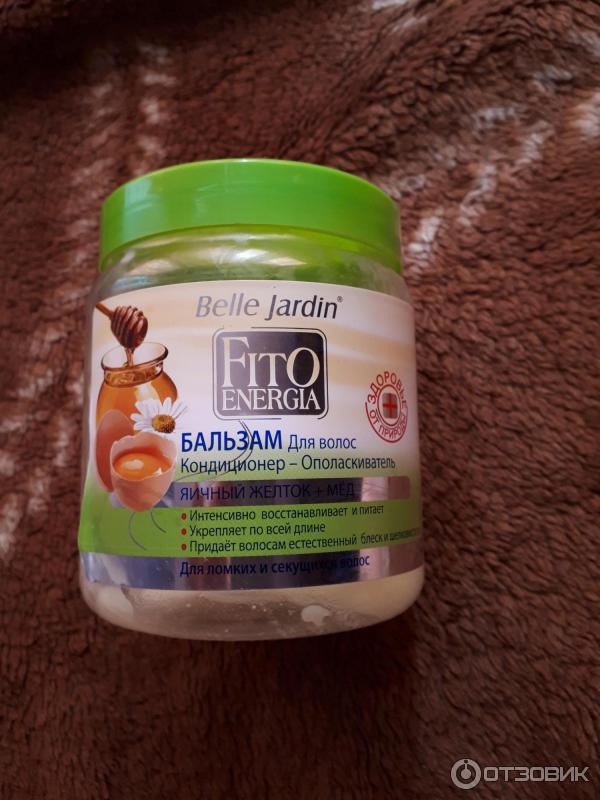 Belle Jardin®
FITO
ENERGIA
ЗДОРОВЬЕ
ОТ ПРИРОДЫ
БАЛЬЗАМ Для волос
Кондиционер – Ополаскиватель
ЯИЧНЫЙ ЖЕЛТОК + МЁД
• Интенсивно восстанавливает и питает
• Укрепляет по всей длине
• Придаёт волосам естественный блеск и
Для ломких и секущихся волос
ОТЗОВИК